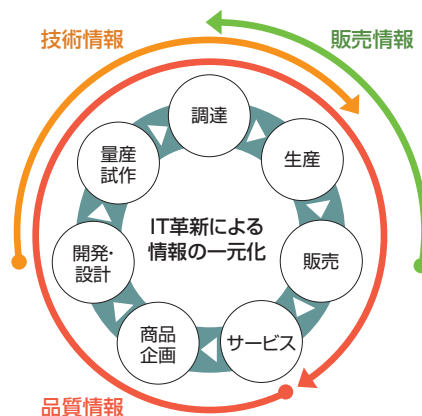 技術情報
販売情報
調達
量産
試作
生産
IT革新による
情報の一元化
開発・
設計
販売
商品
企画
サービス
品質情報